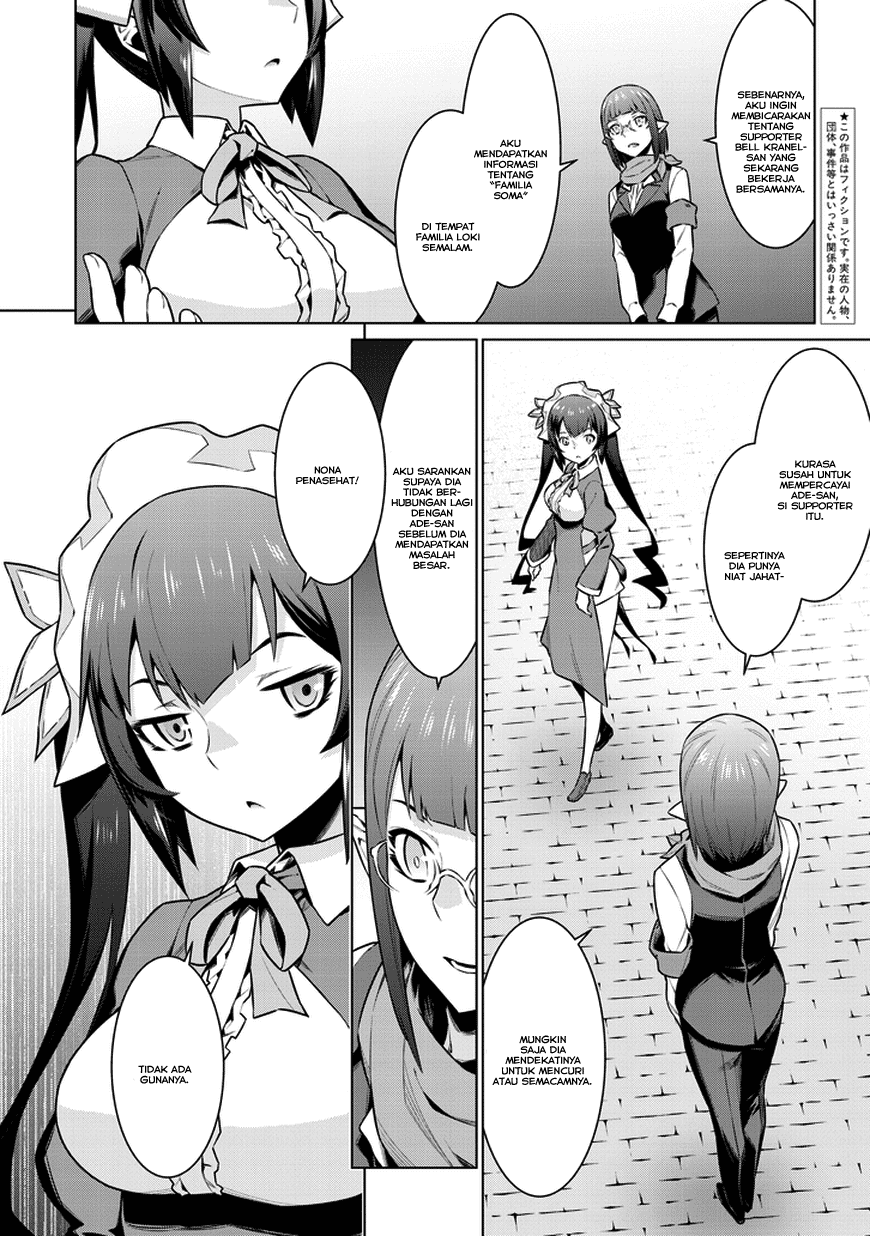 SEBENARNYA,
AKU INGIN
MEMBICARAKAN
TENTANG
SUPPORTER
BELL KRANEL-
SAN YANG
SEKARANG
BEKERJA
BERSAMANYA.
AKU
MENDAPATKAN
INFORMASI
TENTANG
"FAMILIA
SOMA"
DI TEMPAT
FAMILIA LOKI
SEMALAM.
★この作品はフィクションです。実在の人物、
団体、事件等とはいっさい関係ありません。
KURASA
SUSAH UNTUK
MEMPERCAYAI
ADE-SAN,
SI SUPPORTER
ITU.
SEPERTINYA
DIA PUNYA
NIAT JAHAT-
MUNGKIN
SAJA DIA
MENDEKATINYA
UNTUK MENCURI
ATAU SEMACAMNYA.
AKU SARANKAN
SUPAYA DIA
TIDAK BER-
HUBUNGAN LAGI
DENGAN
ADE-SAN
SEBELUM DIA
MENDAPATKAN
MASALAH
BESAR.
NONA
PENASEHAT!
TIDAK ADA
GUNANYA.